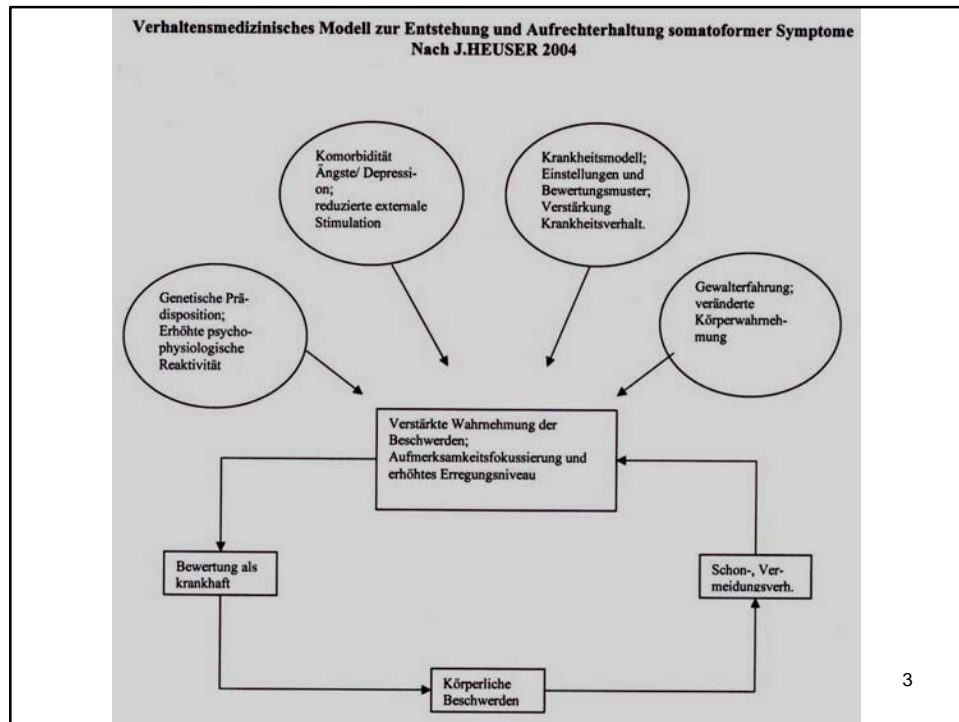 Verhaltensmedizinisches Modell zur Entstehung und Aufrechterhaltung somatoformer Symptome
Nach J.HEUSER 2004
Komorbidität
Ängste/ Depressi-
on;
reduzierte externale
Stimulation
Krankheitsmodell;
Einstellungen und
Bewertungsmuster;
Verstärkung
Krankheitsverhalt.
Genetische Prä-
disposition;
Erhöhte psycho-
physiologische
Reaktivität
Gewalterfahrung;
veränderte
Körperwahrneh-
mung
Verstärkte Wahrnehmung der
Beschwerden;
Aufmerksamkeitsfokussierung und
erhöhtes Erregungsniveau
Bewertung als
krankhaft
Schon-, Ver-
meidungsverh.
Körperliche
Beschwerden
3